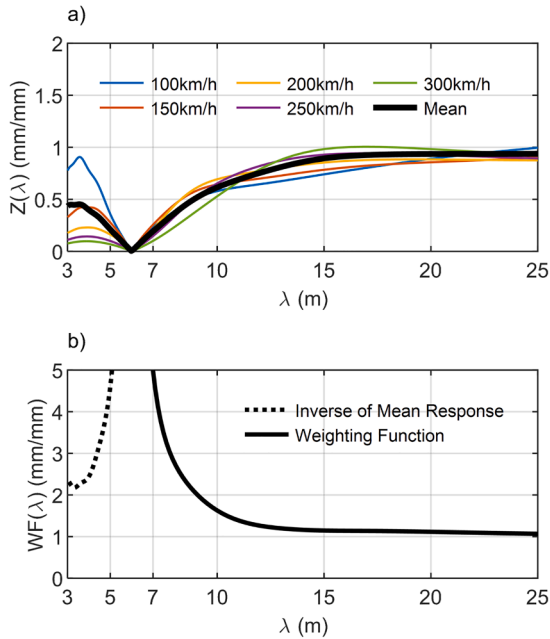 a)
2
1.5
1
0.5
0
Z(λ) (mm/mm)
100km/h 200km/h 300km/h
150km/h 250km/h Mean
3 5 7 10 15 20 25
λ (m)
b)
5
4
3
2
1
0
WF(λ) (mm/mm)
Inverse of Mean Response
Weighting Function
3 5 7 10 15 20 25
λ (m)